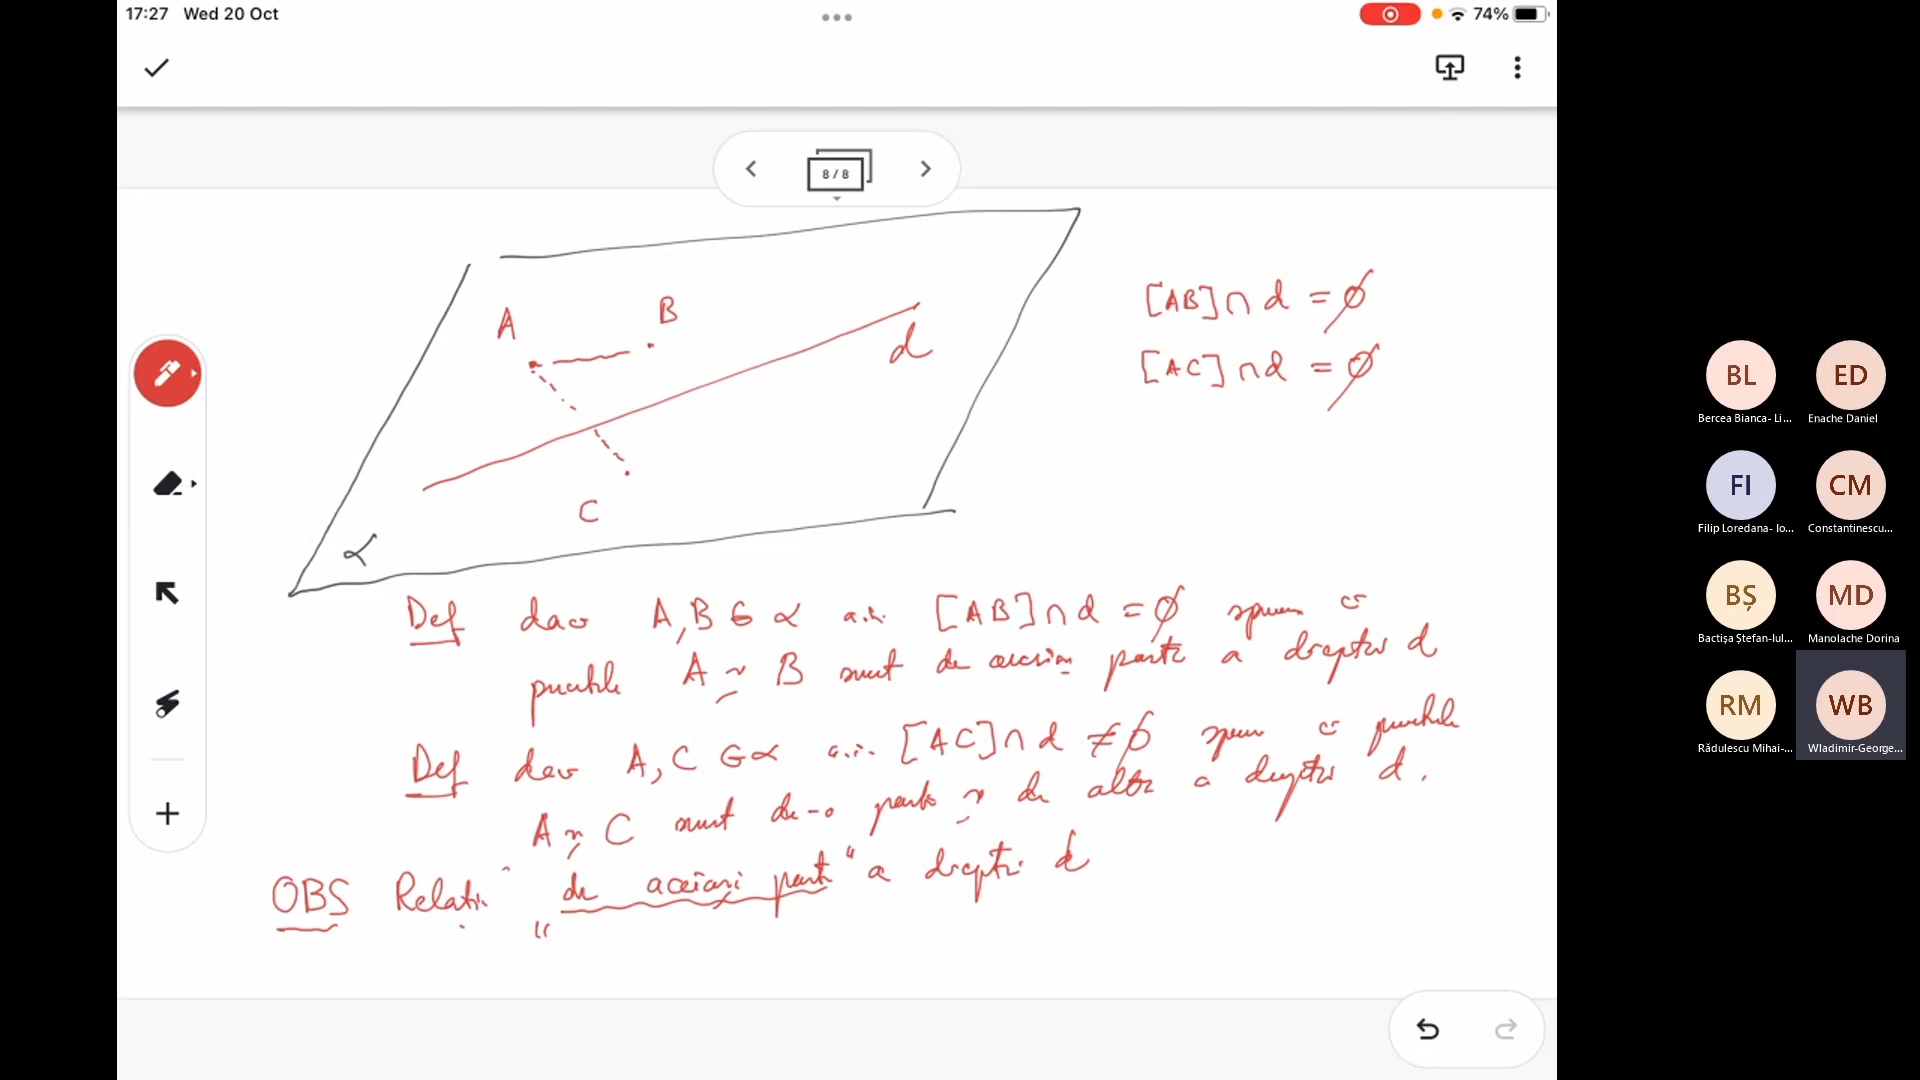 17:27 Wed 20 Oct
74%
8 / 8
[AB] ∩ d = ∅
[AC] ∩ d = ∅
A
B
d
C
α
Def dacă A, B ∈ α a.î. [AB] ∩ d = ∅ spunem că
punctele A și B sunt de aceeași parte a dreptei d
Def dacă A, C ∈ α a.î. [AC] ∩ d ≠ ∅ spunem că punctele
A și C sunt de-o parte și de alta a dreptei d.
OBS Relația "de aceiași parte" a dreptei d
BL
ED
Bercea Bianca- Li...
Enache Daniel
FI
CM
Filip Loredana- Io...
Constantinescu...
BȘ
MD
Bactișa Ștefan-Iul...
Manolache Dorina
RM
WB
Rădulescu Mihai-...
Wladimir-George...